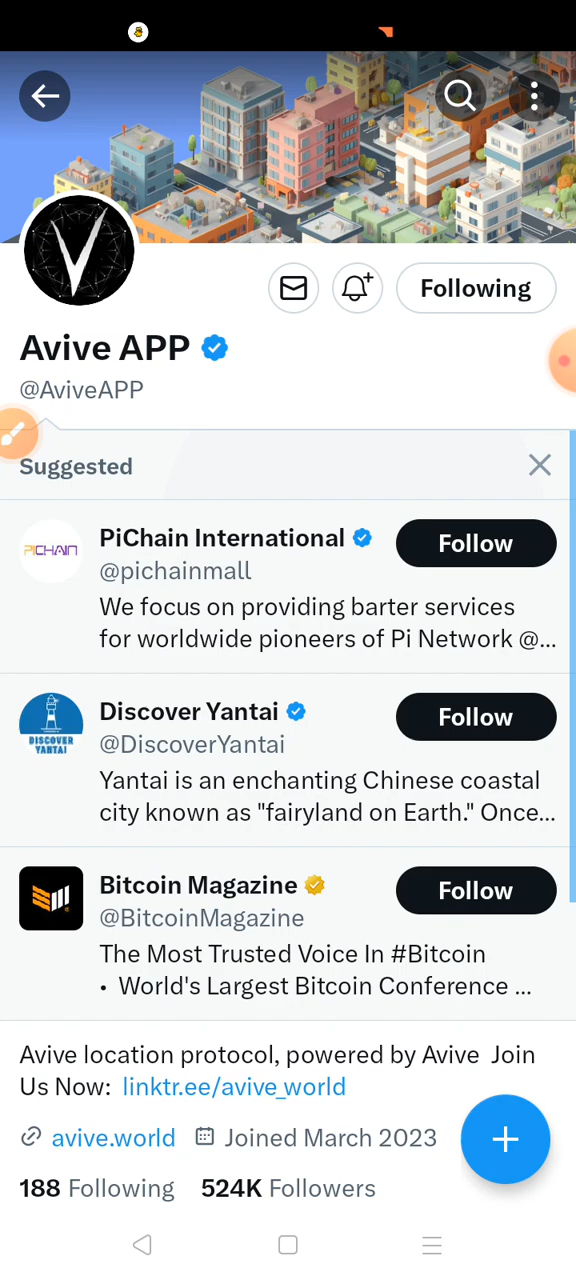 Following
Avive APP
@AviveAPP
Suggested
PICHAIN
PiChain International
Follow
@pichainmall
We focus on providing barter services
for worldwide pioneers of Pi Network @...
DISCOVER
YANTAI
Discover Yantai
Follow
@DiscoverYantai
Yantai is an enchanting Chinese coastal
city known as "fairyland on Earth." Once...
Bitcoin Magazine
Follow
@BitcoinMagazine
The Most Trusted Voice In #Bitcoin
• World's Largest Bitcoin Conference ...
Avive location protocol, powered by Avive Join
Us Now: linktr.ee/avive_world
avive.world Joined March 2023
188 Following 524K Followers